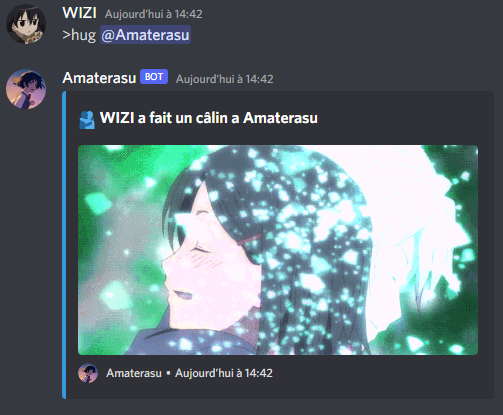 WIZI Aujourd'hui à 14:42
>hug @Amaterasu
Amaterasu BOT Aujourd'hui à 14:42
🫂 WIZI a fait un câlin a Amaterasu
Amaterasu • Aujourd'hui à 14:42